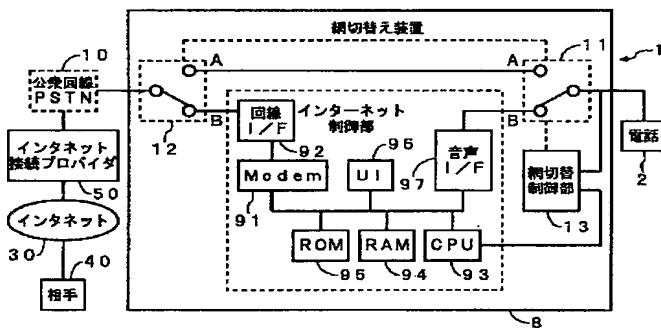 網切替え装置
10
公衆回線
PSTN
12
A
B
A
11
B
1
インターネット
接続プロバイダ
50
インターネット
30
40
相手
回線
I/F
92
インターネット
制御部
Modem
91
UI
96
音声
I/F
97
ROM
95
RAM
94
CPU
93
網切替
制御部
13
電話
2
8